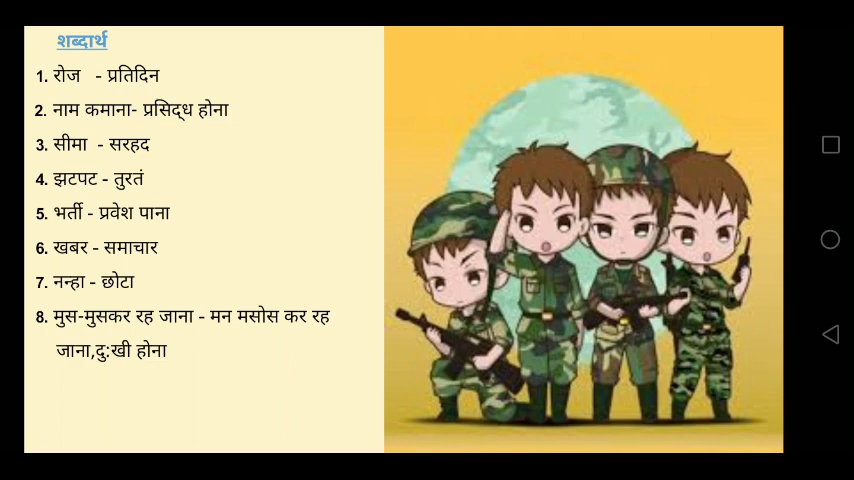 शब्दार्थ
1. रोज - प्रतिदिन
2. नाम कमाना- प्रसिद्ध होना
3. सीमा - सरहद
4. झटपट - तुरतं
5. भर्ती - प्रवेश पाना
6. खबर - समाचार
7. नन्हा - छोटा
8. मुस-मुसकर रह जाना - मन मसोस कर रह
जाना,दु:खी होना